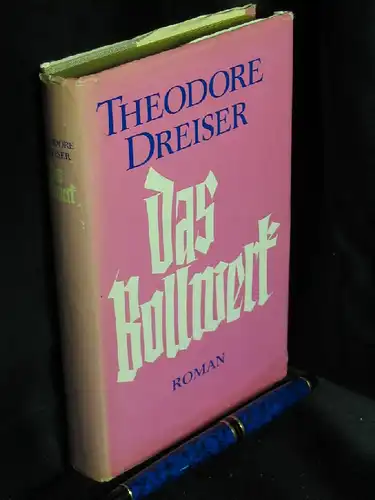 THEODORE
DREISER
Das
Bollwerk
ROMAN